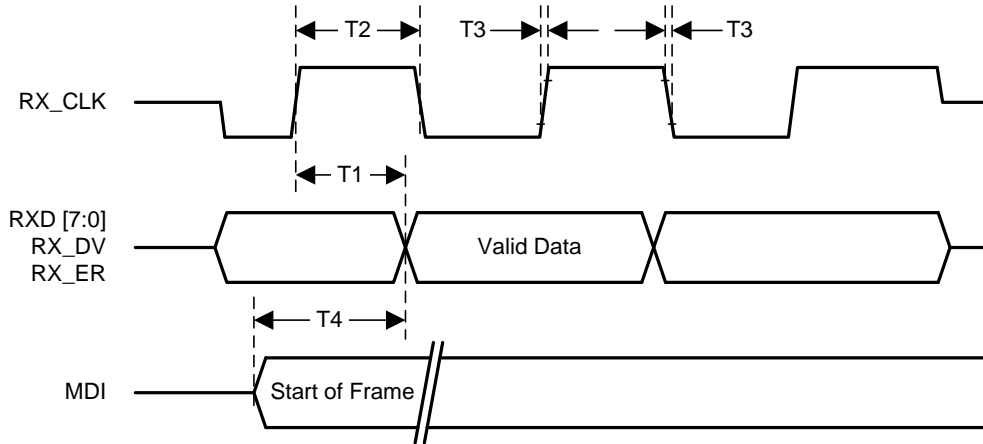 T2
T3
T3
RX_CLK
T1
RXD [7:0]
RX_DV
RX_ER
Valid Data
T4
MDI
Start of Frame